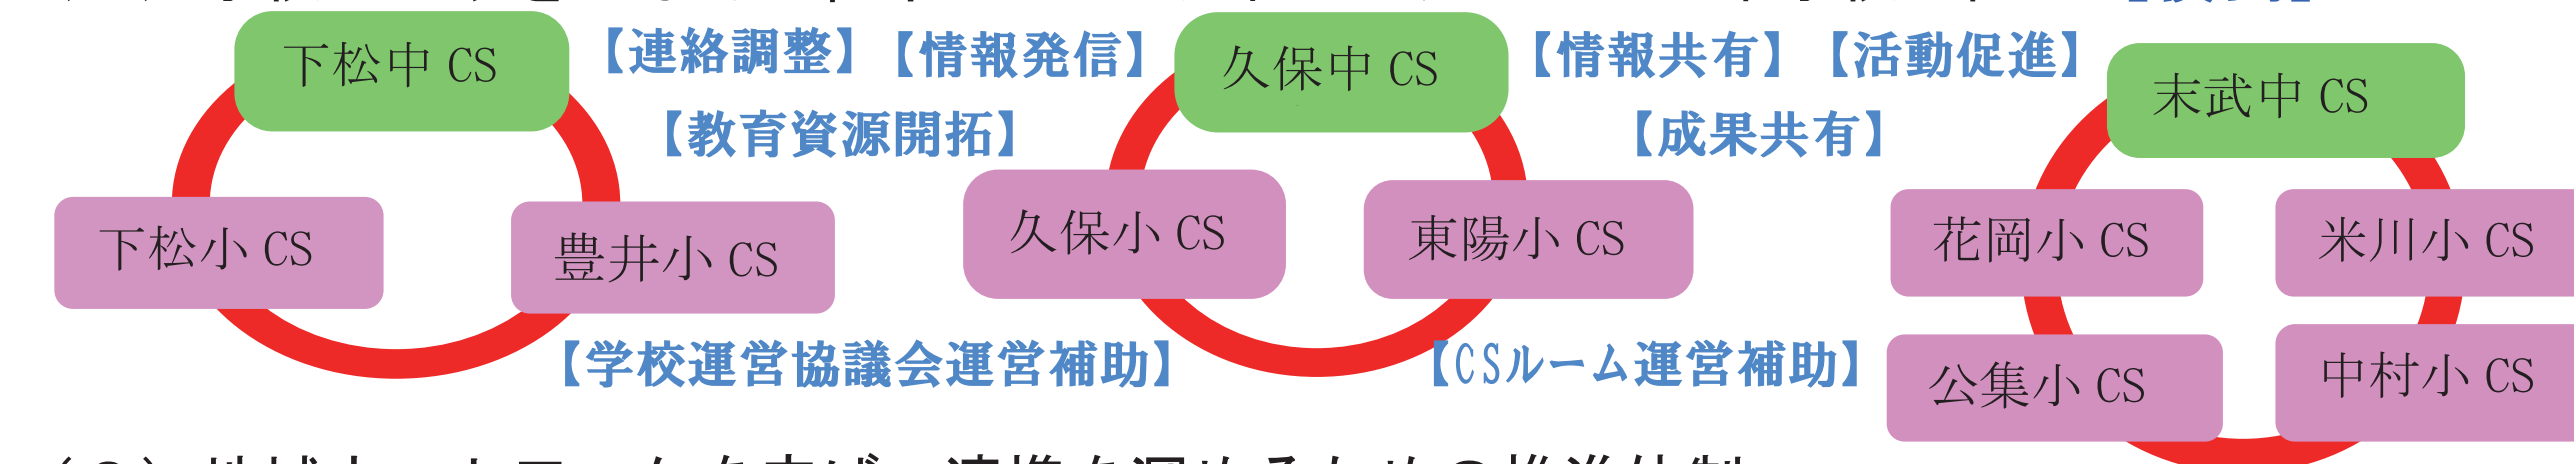 下松中 CS
【連絡調整】【情報発信】
久保中 CS
【情報共有】【活動促進】
末武中 CS
【教育資源開拓】
【成果共有】
下松小 CS
豊井小 CS
久保小 CS
東陽小 CS
花岡小 CS
米川小 CS
【学校運営協議会運営補助】
【CSルーム運営補助】
公集小 CS
中村小 CS